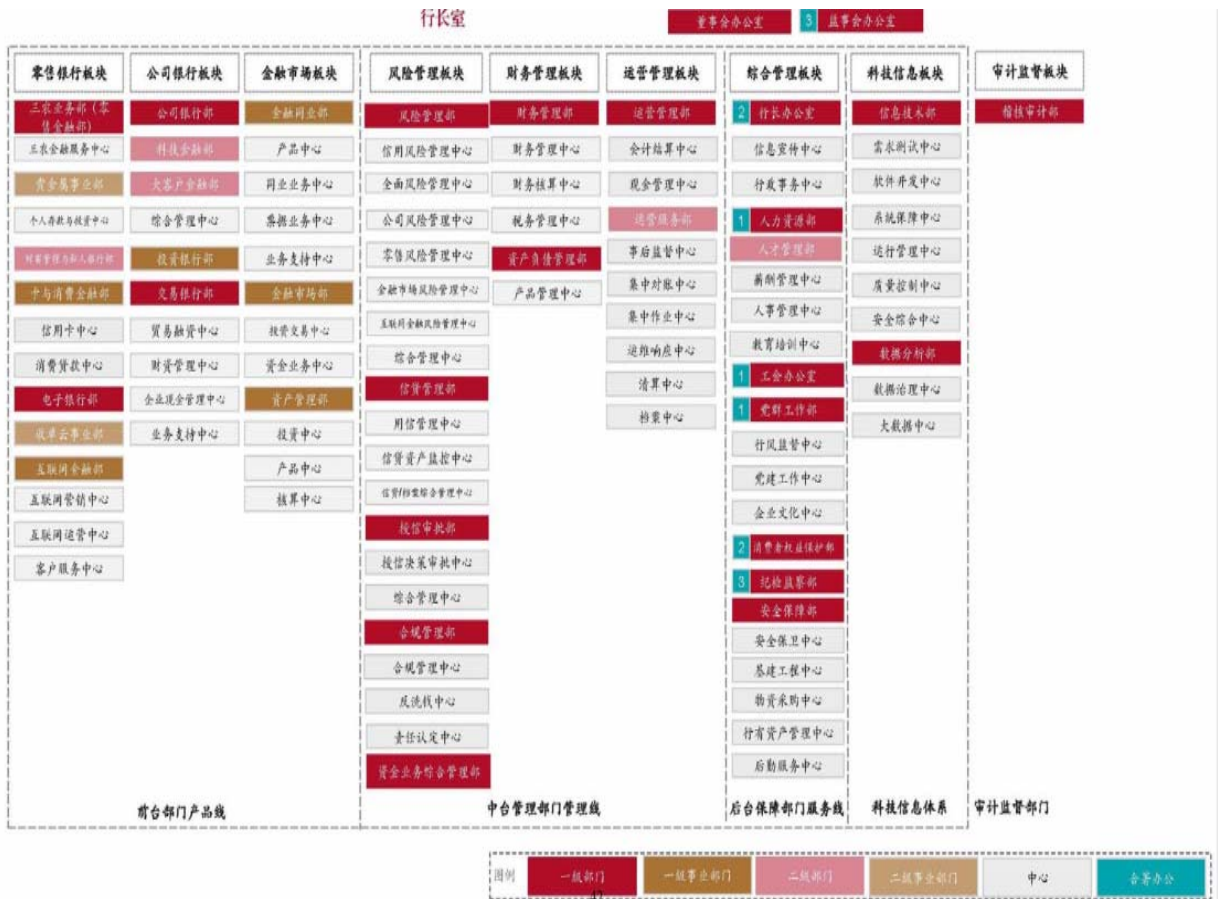 行长室
董事会办公室
3 监事会办公室
零售银行板块
三农业务部（零售金融部）
三农金融服务中心
贵金属事业部
个人存款与投资中心
财富管理与私人银行部
卡与消费金融部
信用卡中心
消费贷款中心
电子银行部
收单云事业部
互联网金融部
互联网营销中心
互联网运营中心
客户服务中心
公司银行板块
公司银行部
科技金融部
大客户金融部
综合管理中心
投资银行部
交易银行部
贸易融资中心
财资管理中心
企业现金管理中心
业务支持中心
金融市场板块
金融同业部
产品中心
同业业务中心
票据业务中心
业务支持中心
金融市场部
投资交易中心
资金业务中心
资产管理部
投资中心
产品中心
核算中心
前台部门产品线
风险管理板块
风险管理部
信用风险管理中心
全面风险管理中心
公司风险管理中心
零售风险管理中心
金融市场风险管理中心
互联网金融风险管理中心
综合管理中心
信贷管理部
用信管理中心
信贷资产监控中心
信贷/档案综合管理中心
授信审批部
授信决策审批中心
综合管理中心
合规管理部
合规管理中心
反洗钱中心
责任认定中心
资金业务综合管理部
财务管理板块
财务管理部
财务管理中心
财务核算中心
税务管理中心
资产负债管理部
产品管理中心
运营管理板块
运营管理部
会计结算中心
现金管理中心
运营服务部
事后监督中心
集中对账中心
集中作业中心
运维响应中心
清算中心
档案中心
中台管理部门管理线
综合管理板块
2 行长办公室
信息宣传中心
行政事务中心
1 人力资源部
人才管理部
薪酬管理中心
人事管理中心
教育培训中心
1 工会办公室
1 党群工作部
行风监督中心
党建工作中心
企业文化中心
2 消费者权益保护部
3 纪检监察部
安全保障部
安全保卫中心
基建工程中心
物资采购中心
行有资产管理中心
后勤服务中心
后台保障部门服务线
科技信息板块
信息技术部
需求测试中心
软件开发中心
系统保障中心
运行管理中心
质量控制中心
安全综合中心
数据分析部
数据治理中心
大数据中心
科技信息体系
审计监督板块
稽核审计部
审计监督部门
图例
一级部门
一级事业部门
二级部门
二级事业部门
中心
合署办公
42